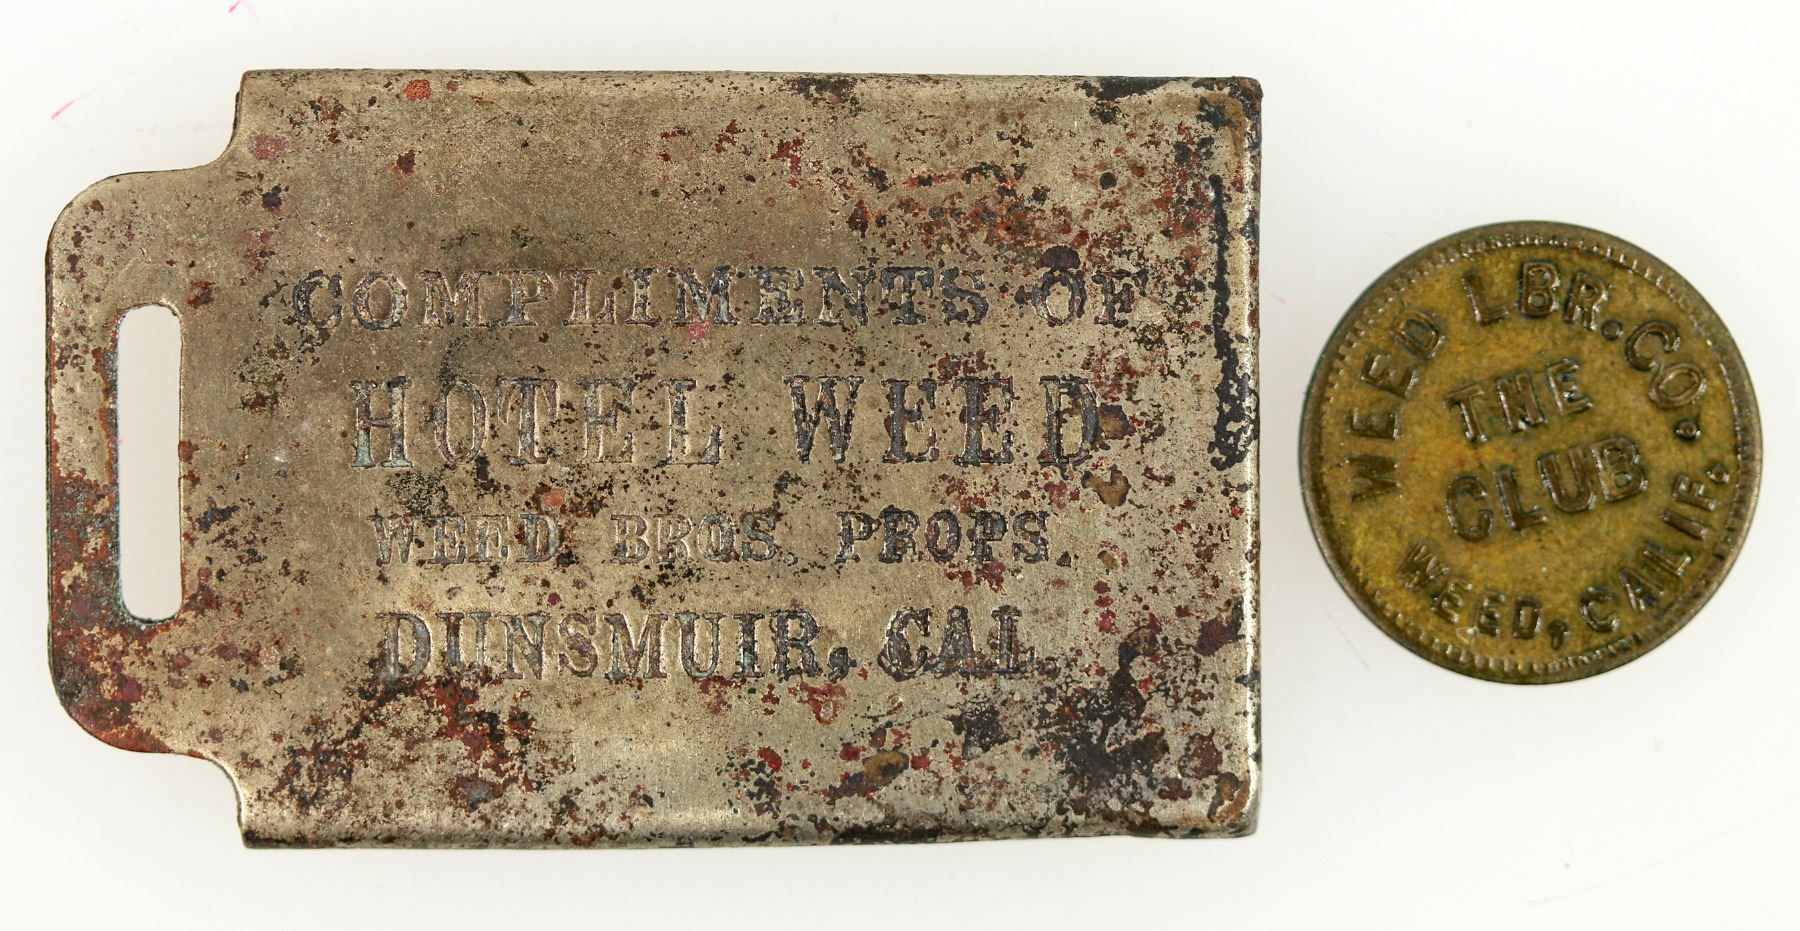 COMPLIMENTS OF
HOTEL WEED
WEED BROS. PROPS.
DUNSMUIR, CAL.
WEED LBR. CO.
THE
CLUB
WEED, CALIF.